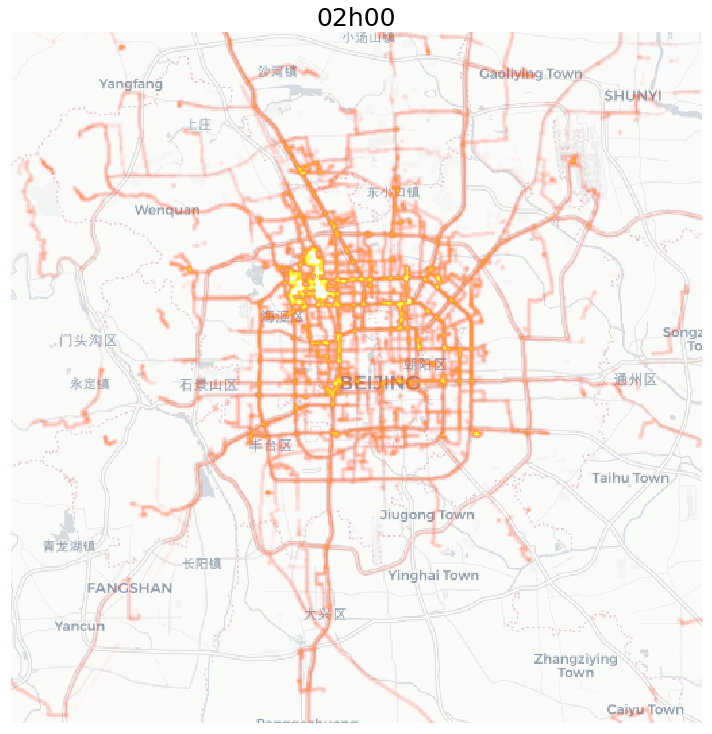 02h00
小汤山镇
沙河镇
Gaoliying Town
Yangfang
SHUNYI
上庄
东小口镇
Wenquan
海淀区
门头沟区
Songz
To
朝阳区
石景山区
永定镇
BEIJING
通州区
丰台区
Taihu Town
Jiugong Town
青龙湖镇
长阳镇
Yinghai Town
FANGSHAN
大兴区
Yancun
Zhangziying
Town
Caiyu Town